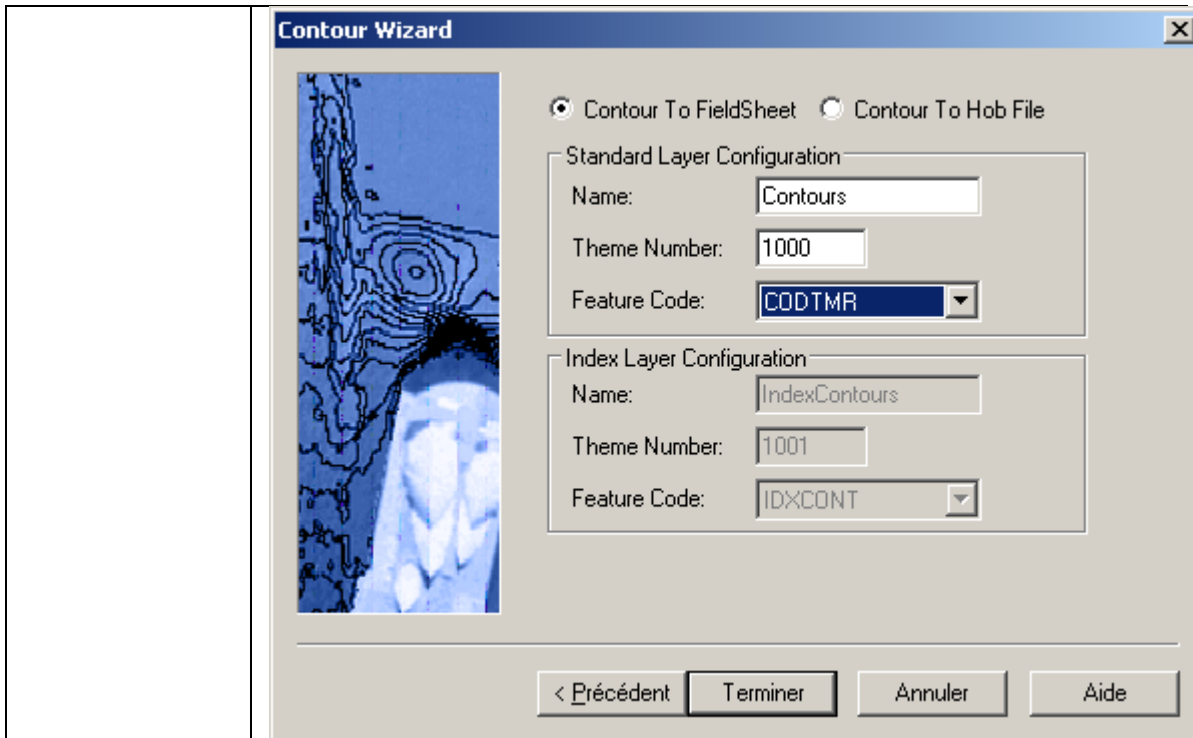 Contour Wizard
Contour To FieldSheet Contour To Hob File
Standard Layer Configuration
Name: Contours
Theme Number: 1000
Feature Code: CODTMR
Index Layer Configuration
Name: IndexContours
Theme Number: 1001
Feature Code: IDXCONT
< Précédent Terminer Annuler Aide